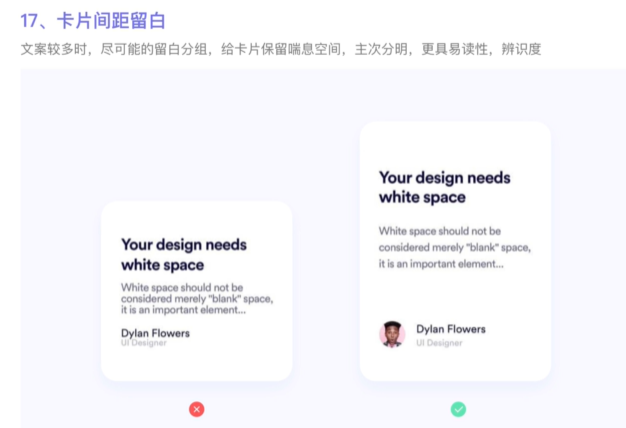 17、卡片间距留白
文案较多时，尽可能的留白分组，给卡片保留喘息空间，主次分明，更具易读性，辨识度
Your design needs
white space
White space should not be
considered merely "blank" space,
it is an important element...
Dylan Flowers
UI Designer
Your design needs
white space
White space should not be
considered merely "blank" space,
it is an important element...
Dylan Flowers
UI Designer